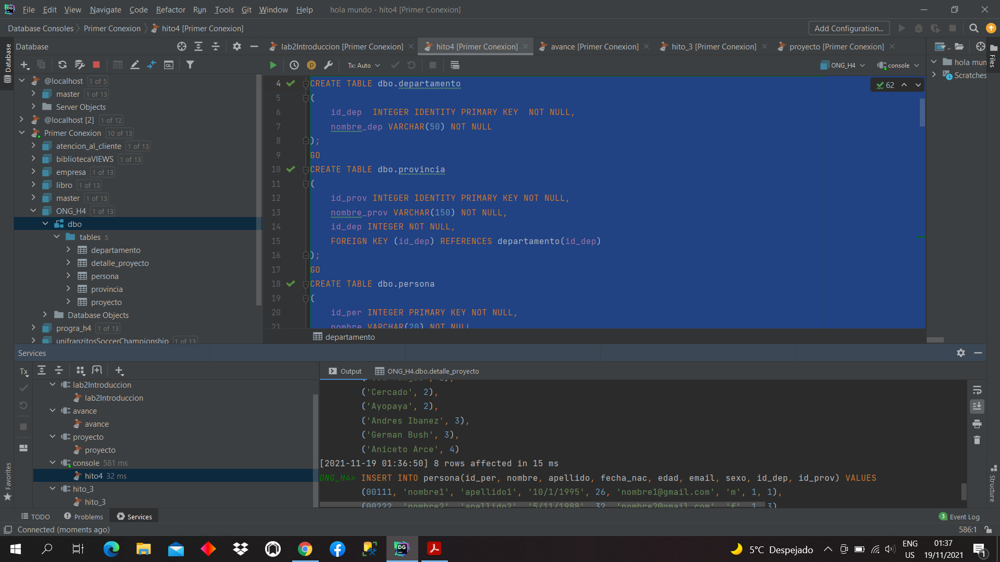 File Edit View Navigate Code Refactor Run Tools Git Window Help hola mundo - hito4 [Primer Conexion]
Database Consoles Primer Conexion hito4 [Primer Conexion] Add Configuration...
Database
lab2Introduccion [Primer Conexion] hito4 [Primer Conexion] avance [Primer Conexion] hito_3 [Primer Conexion] proyecto [Primer Conexion]
Tx: Auto ONG_H4 console
Database
Files
hola mun
Scratches
@localhost 1 of 5
master 1 of 13
Server Objects
@localhost [2] 1 of 12
Primer Conexion 10 of 13
atencion_al_cliente 1 of 13
bibliotecaVIEWS 1 of 13
empresa 1 of 13
libro 1 of 13
master 1 of 13
ONG_H4 1 of 13
dbo
tables 5
departamento
detalle_proyecto
persona
provincia
proyecto
Database Objects
progra_h4 1 of 13
unifranzitosSoccerChampionship 1 of 13
62
4 CREATE TABLE dbo.departamento
5 (
6 id_dep INTEGER IDENTITY PRIMARY KEY NOT NULL,
7 nombre_dep VARCHAR(50) NOT NULL
8 );
9 GO
10 CREATE TABLE dbo.provincia
11 (
12 id_prov INTEGER IDENTITY PRIMARY KEY NOT NULL,
13 nombre_prov VARCHAR(150) NOT NULL,
14 id_dep INTEGER NOT NULL,
15 FOREIGN KEY (id_dep) REFERENCES departamento(id_dep)
16 );
17 GO
18 CREATE TABLE dbo.persona
19 (
20 id_per INTEGER PRIMARY KEY NOT NULL,
21 nombre VARCHAR(20) NOT NULL
departamento
Services
Tx
lab2Introduccion
lab2Introduccion
avance
avance
proyecto
proyecto
console 581 ms
hito4 32 ms
hito_3
hito_3
Output ONG_H4.dbo.detalle_proyecto
('Cercado', 2),
('Ayopaya', 2),
('Andres Ibanez', 3),
('German Bush', 3),
('Aniceto Arce', 4)
[2021-11-19 01:36:50] 8 rows affected in 15 ms
ONG_H4> INSERT INTO persona(id_per, nombre, apellido, fecha_nac, edad, email, sexo, id_dep, id_prov) VALUES
(00111, 'nombre1', 'apellido1', '10/1/1995', 26, 'nombre1@gmail.com', 'm', 1, 1),
(00222, 'nombre2', 'apellido2', '5/11/1988', 32, 'nombre2@gmail.com', 'f', 1, 3)
Favorites
Structure
TODO Problems Services 3 Event Log
Connected (moments ago) 586:1
5°C Despejado ENG US 01:37 19/11/2021 1